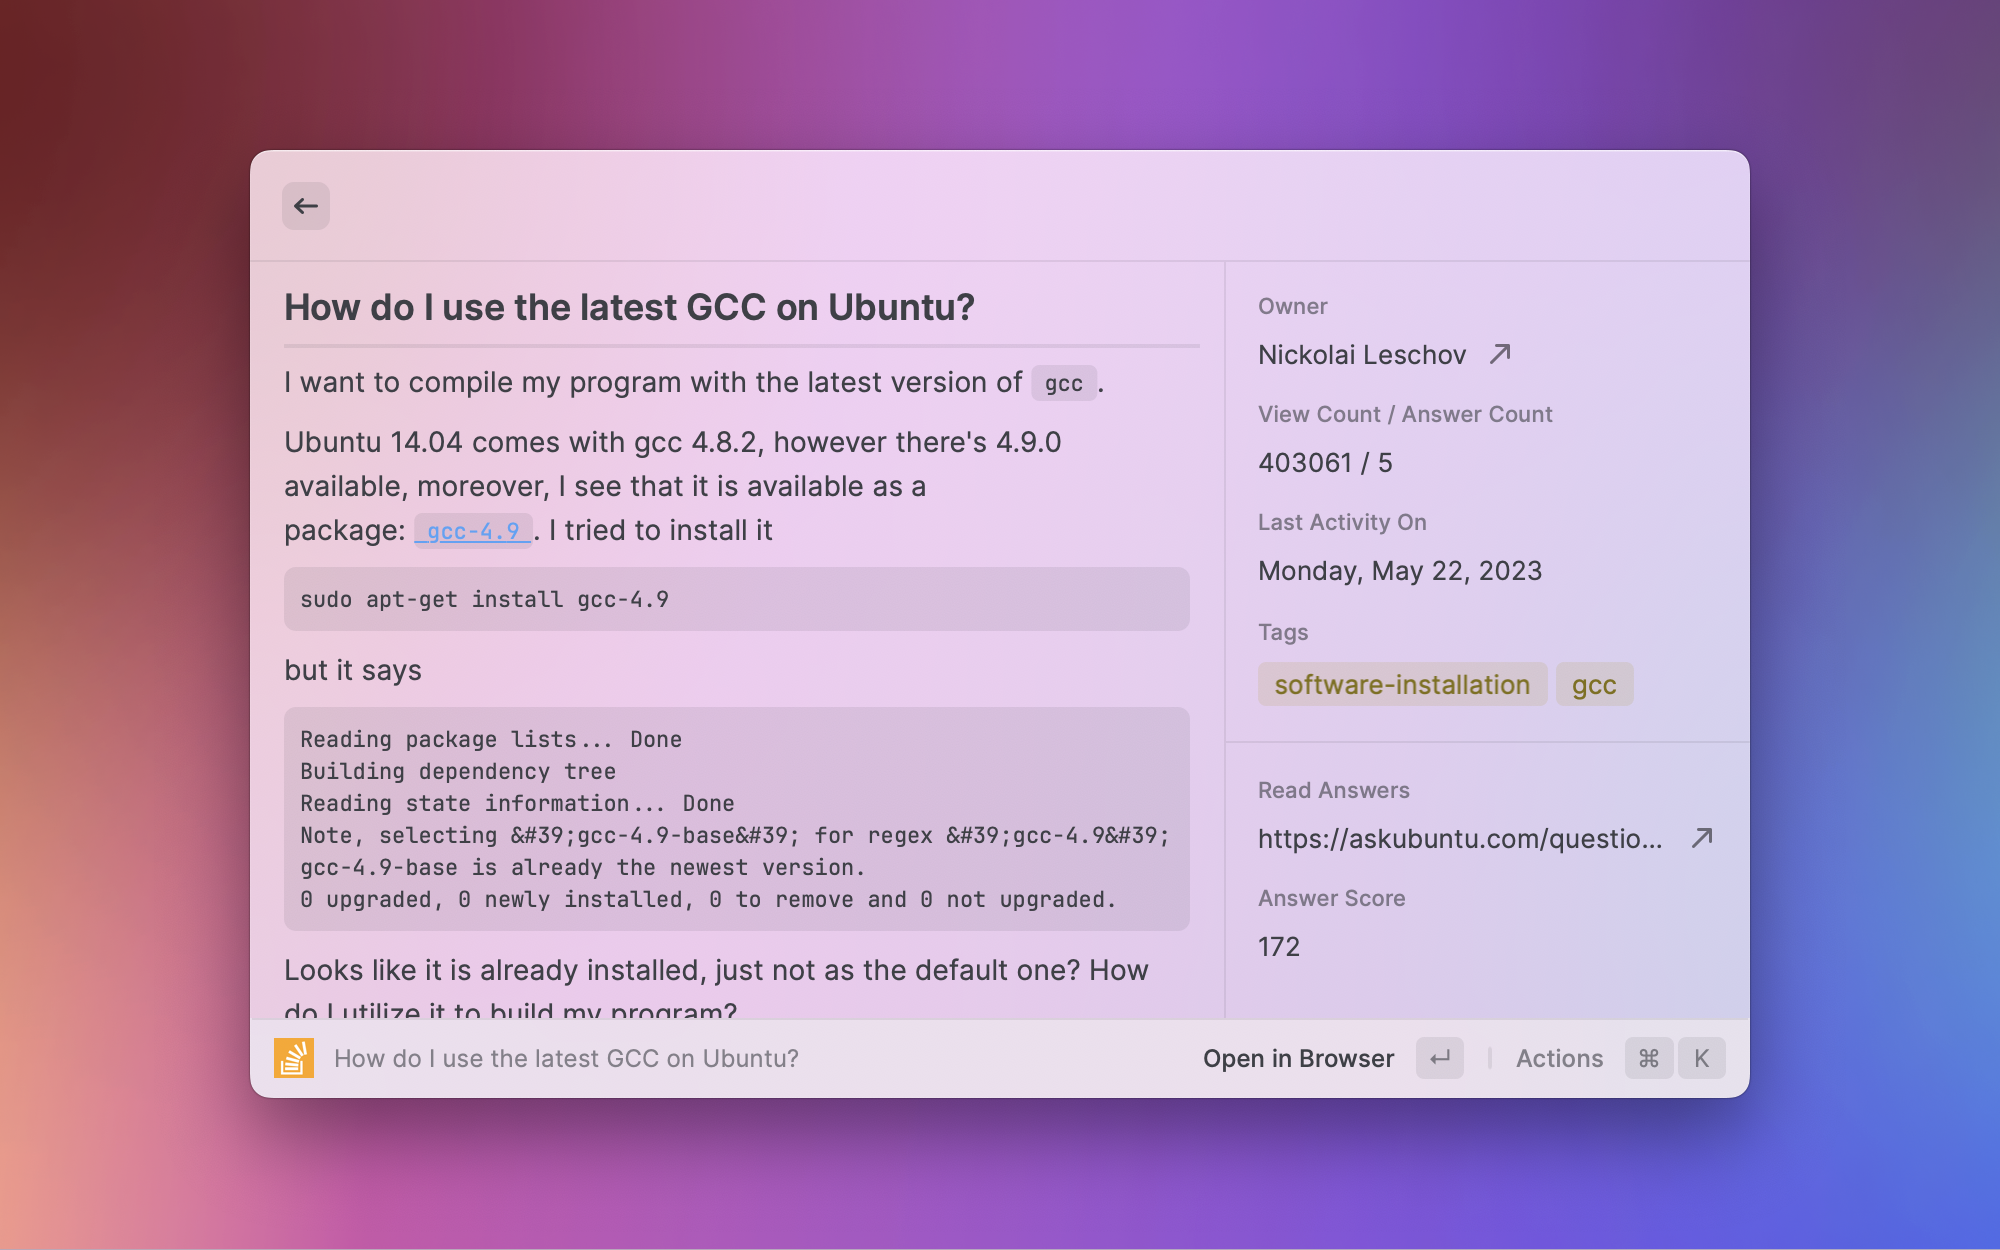 How do I use the latest GCC on Ubuntu?
I want to compile my program with the latest version of gcc.
Ubuntu 14.04 comes with gcc 4.8.2, however there's 4.9.0
available, moreover, I see that it is available as a
package: gcc-4.9. I tried to install it
sudo apt-get install gcc-4.9
but it says
Reading package lists... Done
Building dependency tree
Reading state information... Done
Note, selecting &#39;gcc-4.9-base&#39; for regex &#39;gcc-4.9&#39;
gcc-4.9-base is already the newest version.
0 upgraded, 0 newly installed, 0 to remove and 0 not upgraded.
Looks like it is already installed, just not as the default one? How
do I utilize it to build my program?
Owner
Nickolai Leschov
View Count / Answer Count
403061 / 5
Last Activity On
Monday, May 22, 2023
Tags
software-installation gcc
Read Answers
https://askubuntu.com/questio...
Answer Score
172
How do I use the latest GCC on Ubuntu?
Open in Browser ↵ Actions ⌘ K